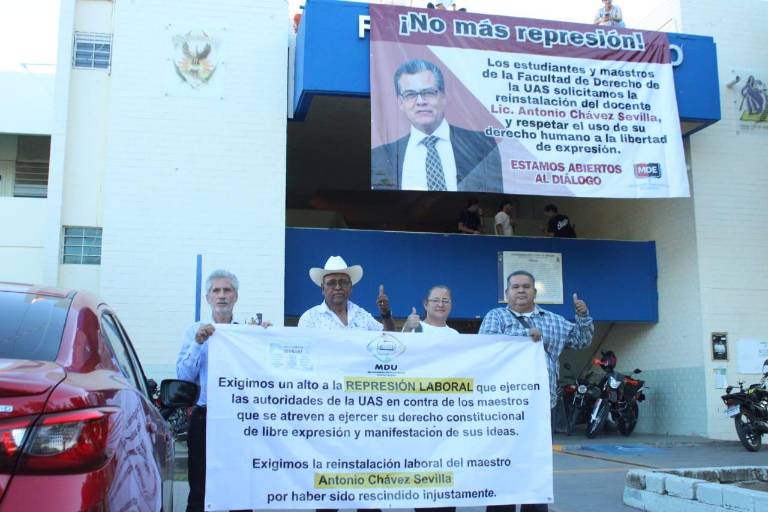 ¡No más represión!
Los estudiantes y maestros
de la Facultad de Derecho de
la UAS solicitamos la
reinstalación del docente
Lic. Antonio Chávez Sevilla,
y respetar el uso de su
derecho humano a la libertad
de expresión.
ESTAMOS ABIERTOS
AL DIÁLOGO
MDE
MDU
Exigimos un alto a la REPRESIÓN LABORAL que ejercen
las autoridades de la UAS en contra de los maestros
que se atreven a ejercer su derecho constitucional
de libre expresión y manifestacion de sus ideas.
Exigimos la reinstalación laboral del maestro
Antonio Chávez Sevilla
por haber sido rescindido injustamente.